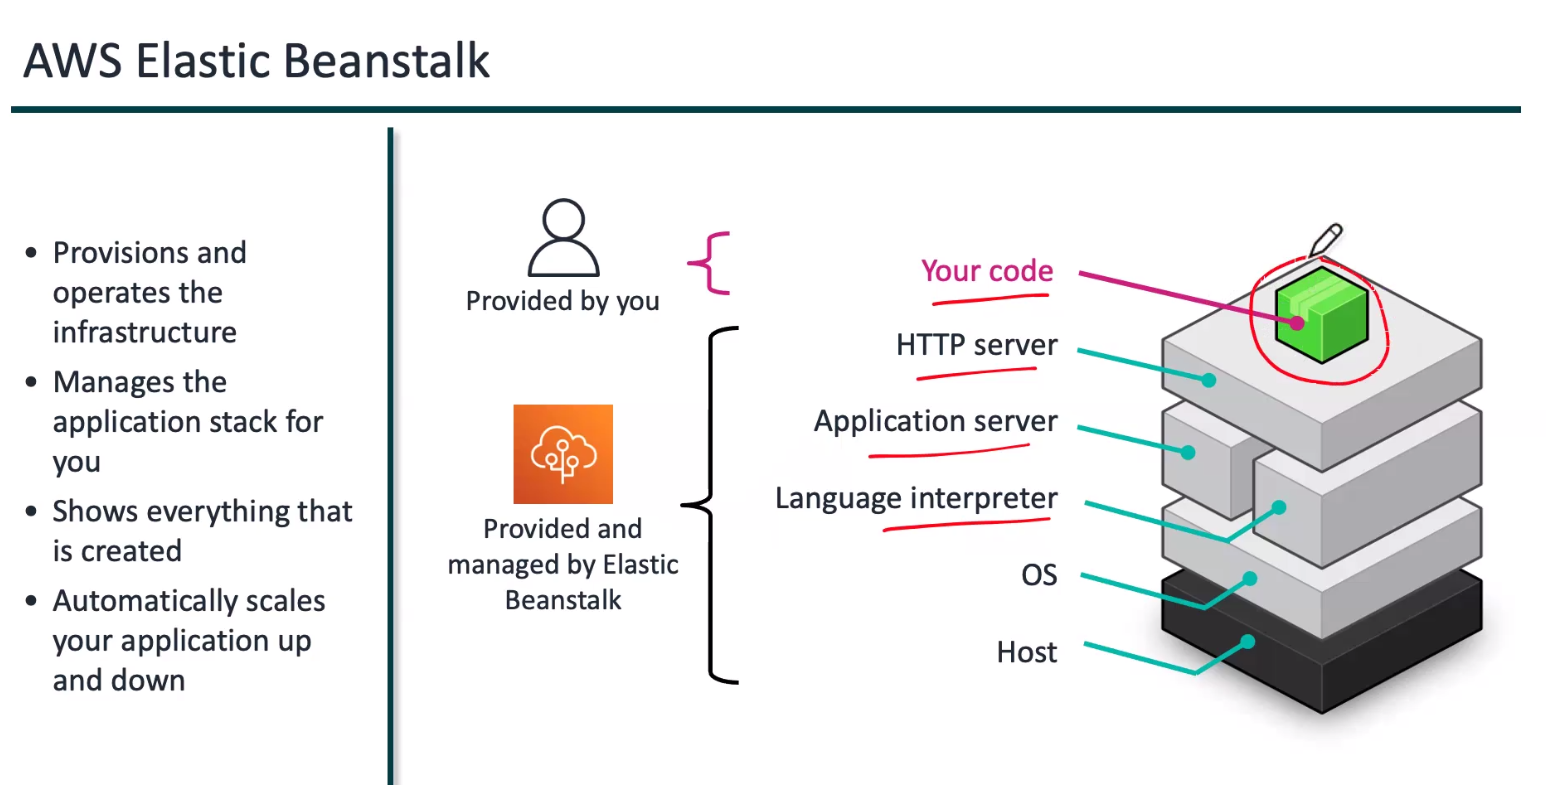 AWS Elastic Beanstalk
• Provisions and
operates the
infrastructure
• Manages the
application stack for
you
• Shows everything that
is created
• Automatically scales
your application up
and down
Provided by you
Provided and
managed by Elastic
Beanstalk
Your code
HTTP server
Application server
Language interpreter
OS
Host